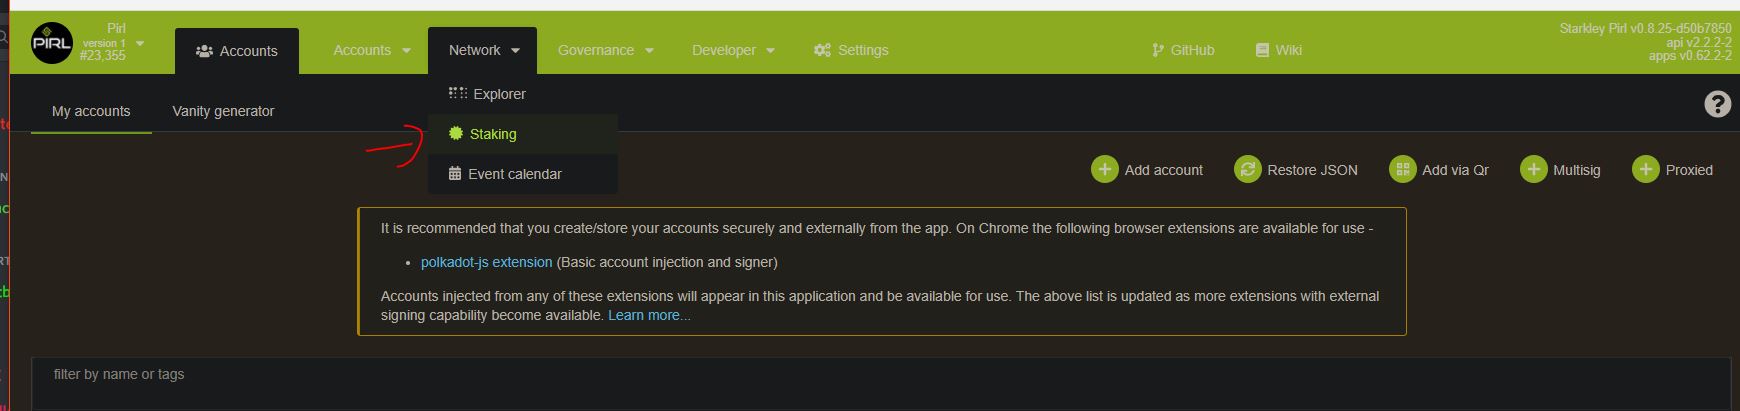 Pirl
version 1
#23,355
PIRL
Accounts
Accounts
Network
Governance
Developer
Settings
GitHub
Wiki
Starkley Pirl v0.8.25-d50b7850
api v2.2.2-2
apps v0.62.2-2
Explorer
Staking
Event calendar
My accounts
Vanity generator
Add account
Restore JSON
Add via Qr
Multisig
Proxied
It is recommended that you create/store your accounts securely and externally from the app. On Chrome the following browser extensions are available for use -
• polkadot-js extension (Basic account injection and signer)
Accounts injected from any of these extensions will appear in this application and be available for use. The above list is updated as more extensions with external
signing capability become available. Learn more...
filter by name or tags